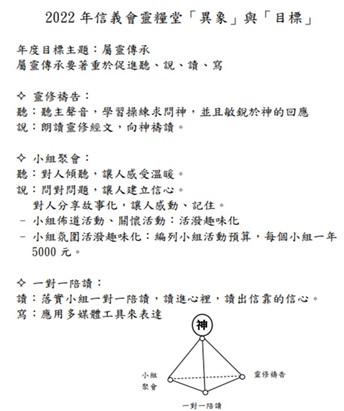 2022 年信義會靈糧堂「異象」與「目標」
年度目標主題：屬靈傳承
屬靈傳承要著重於促進聽、說、讀、寫
✧ 靈修禱告：
聽：聽主聲音，學習操練求問神，並且敏銳於神的回應
說：朗讀靈修經文，向神禱讀。
✧ 小組聚會：
聽：對人傾聽，讓人感受溫暖。
說：問對問題，讓人建立信心。
對人分享故事化，讓人感動、記住。
- 小組佈道活動、關懷活動：活潑趣味化
- 小組氛圍活潑趣味化：編列小組活動預算，每個小組一年
5000 元。
✧ 一對一陪讀：
讀：落實小組一對一陪讀，讀進心裡，讀出信靠的信心。
寫：應用多媒體工具來表達
神
小組
聚會
靈修禱告
一對一陪讀